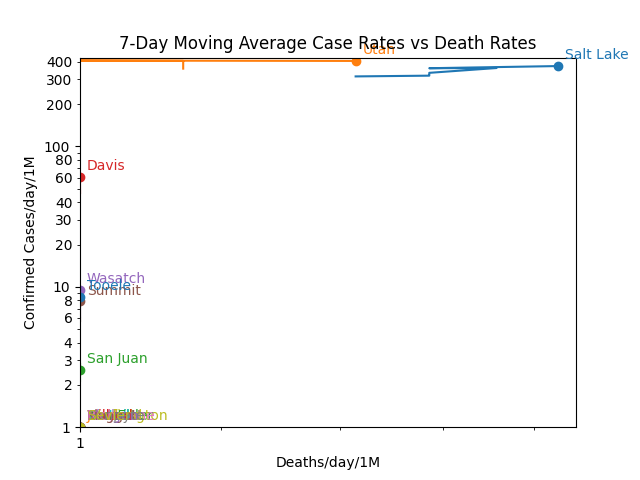 7-Day Moving Average Case Rates vs Death Rates
Utah
Salt Lake
400
300
200
100
80
60
40
30
20
10
8
6
4
3
2
1
Davis
Wasatch
Tooele
Summit
San Juan
1
Confirmed Cases/day/1M
Deaths/day/1M